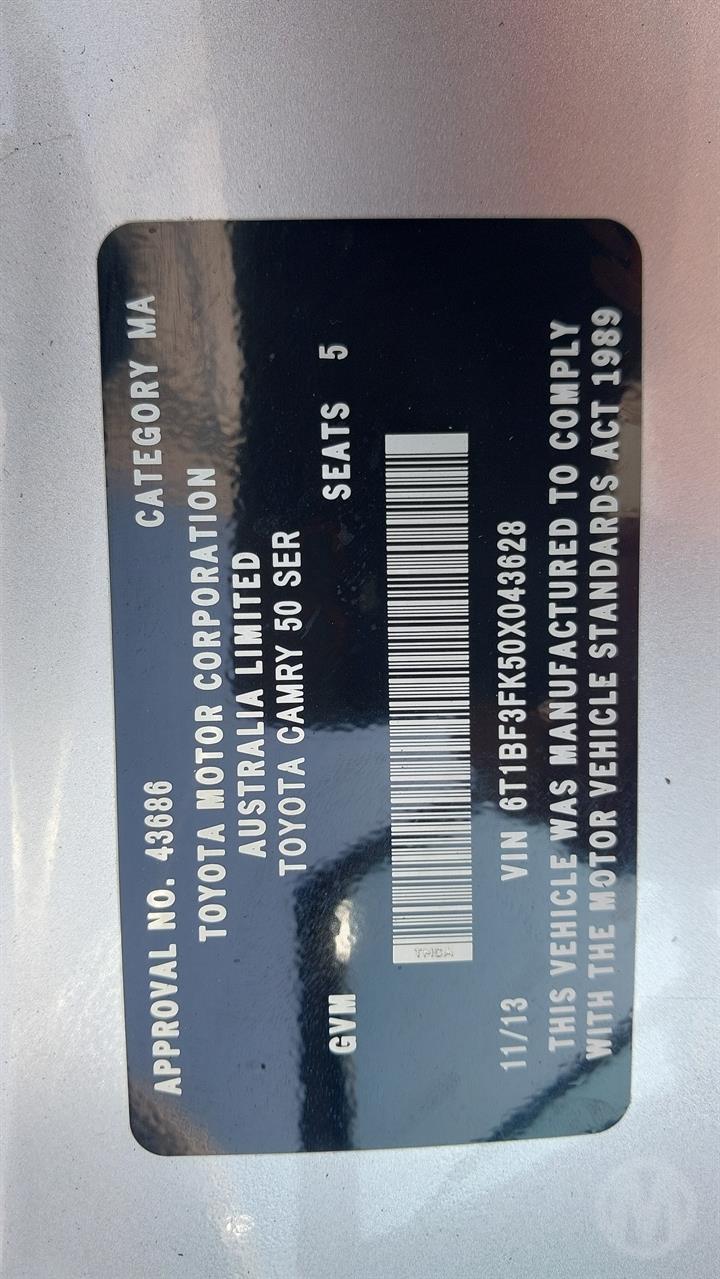 APPROVAL NO. 43686 CATEGORY MA
TOYOTA MOTOR CORPORATION
AUSTRALIA LIMITED
TOYOTA CAMRY 50 SER
GVM SEATS 5
TMCA
11/13 VIN 6T1BF3FK50X043628
THIS VEHICLE WAS MANUFACTURED TO COMPLY
WITH THE MOTOR VEHICLE STANDARDS ACT 1989
M